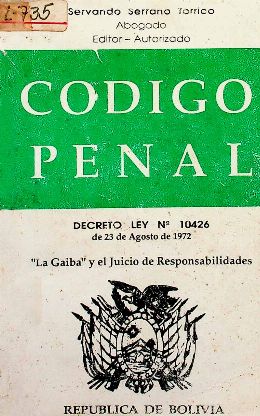 L-735
Servando Serrano Torrico
Abogado
Editor - Autorizado
CODIGO
PENAL
DECRETO LEY Nº 10426
de 23 de Agosto de 1972
"La Gaiba" y el Juicio de Responsabilidades
REPUBLICA DE BOLIVIA